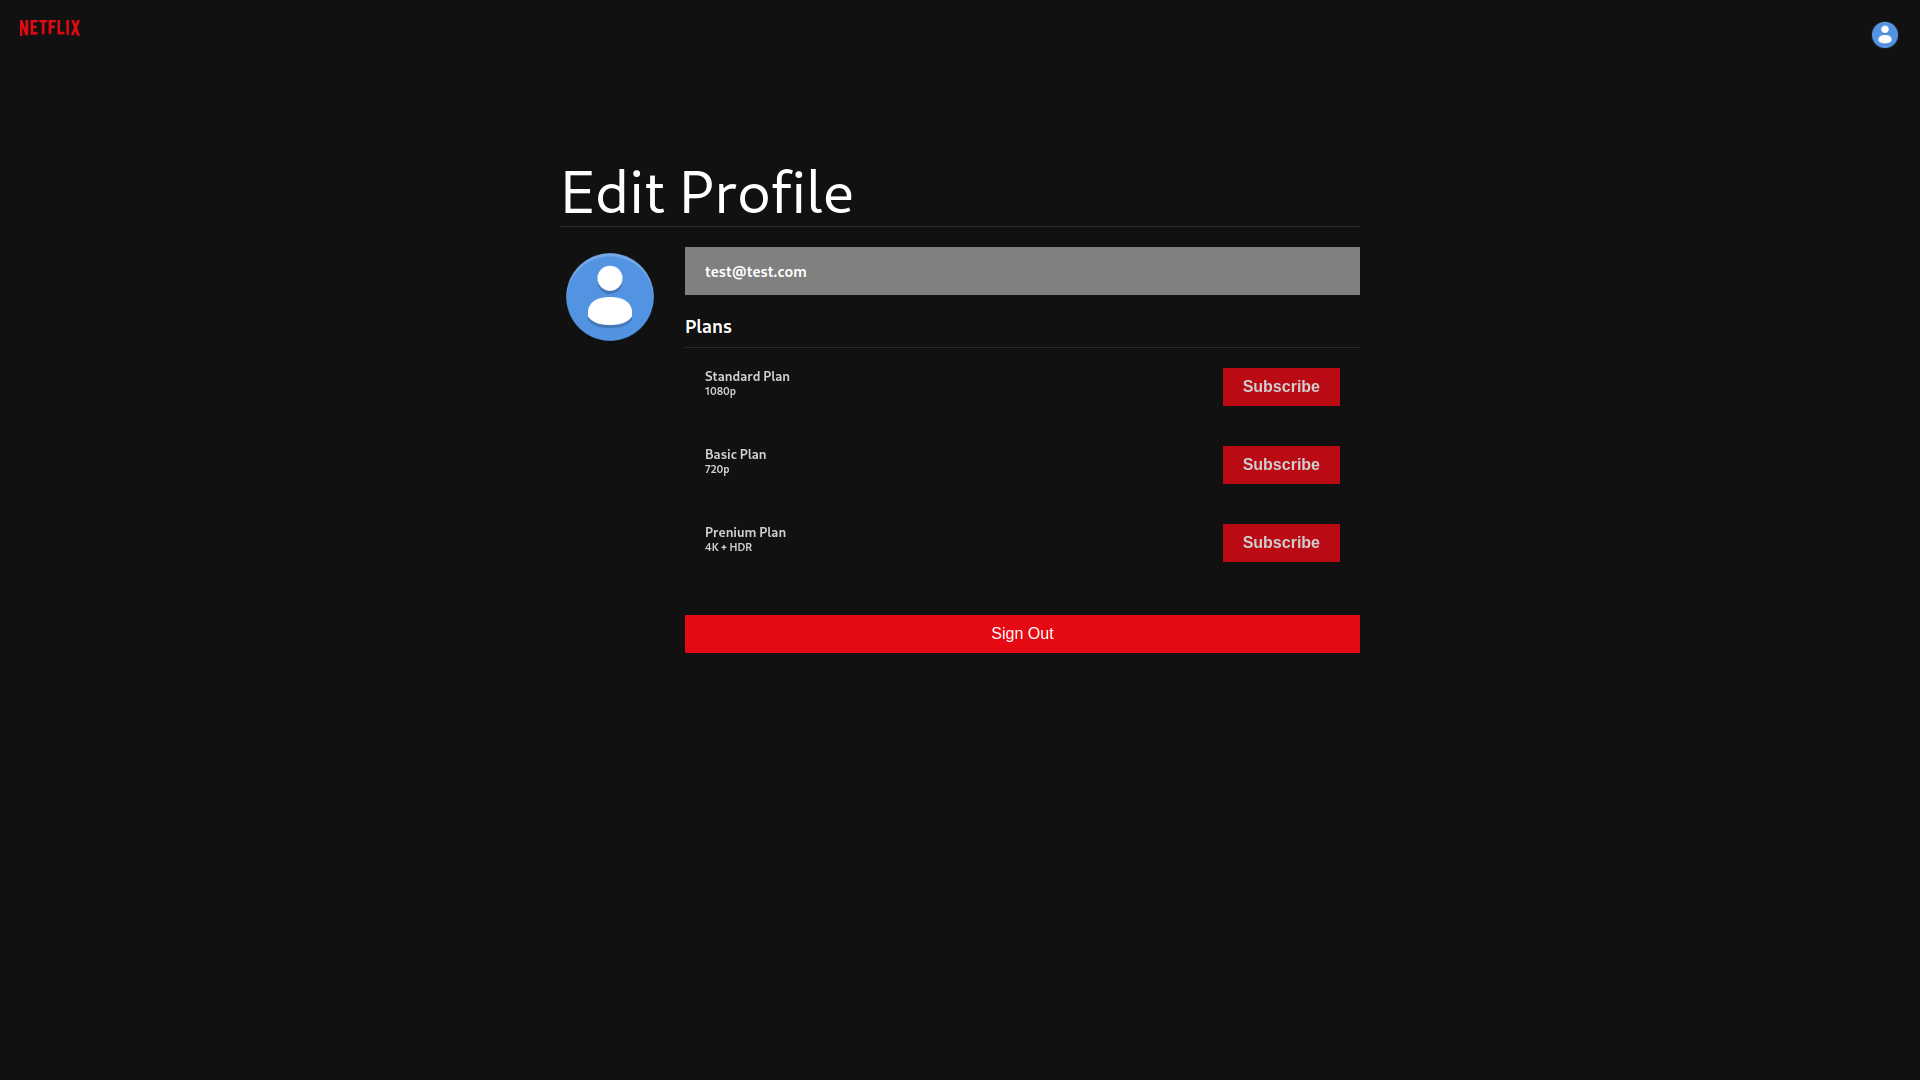 NETFLIX
Edit Profile
test@test.com
Plans
Standard Plan
1080p
Subscribe
Basic Plan
720p
Subscribe
Prenium Plan
4K + HDR
Subscribe
Sign Out